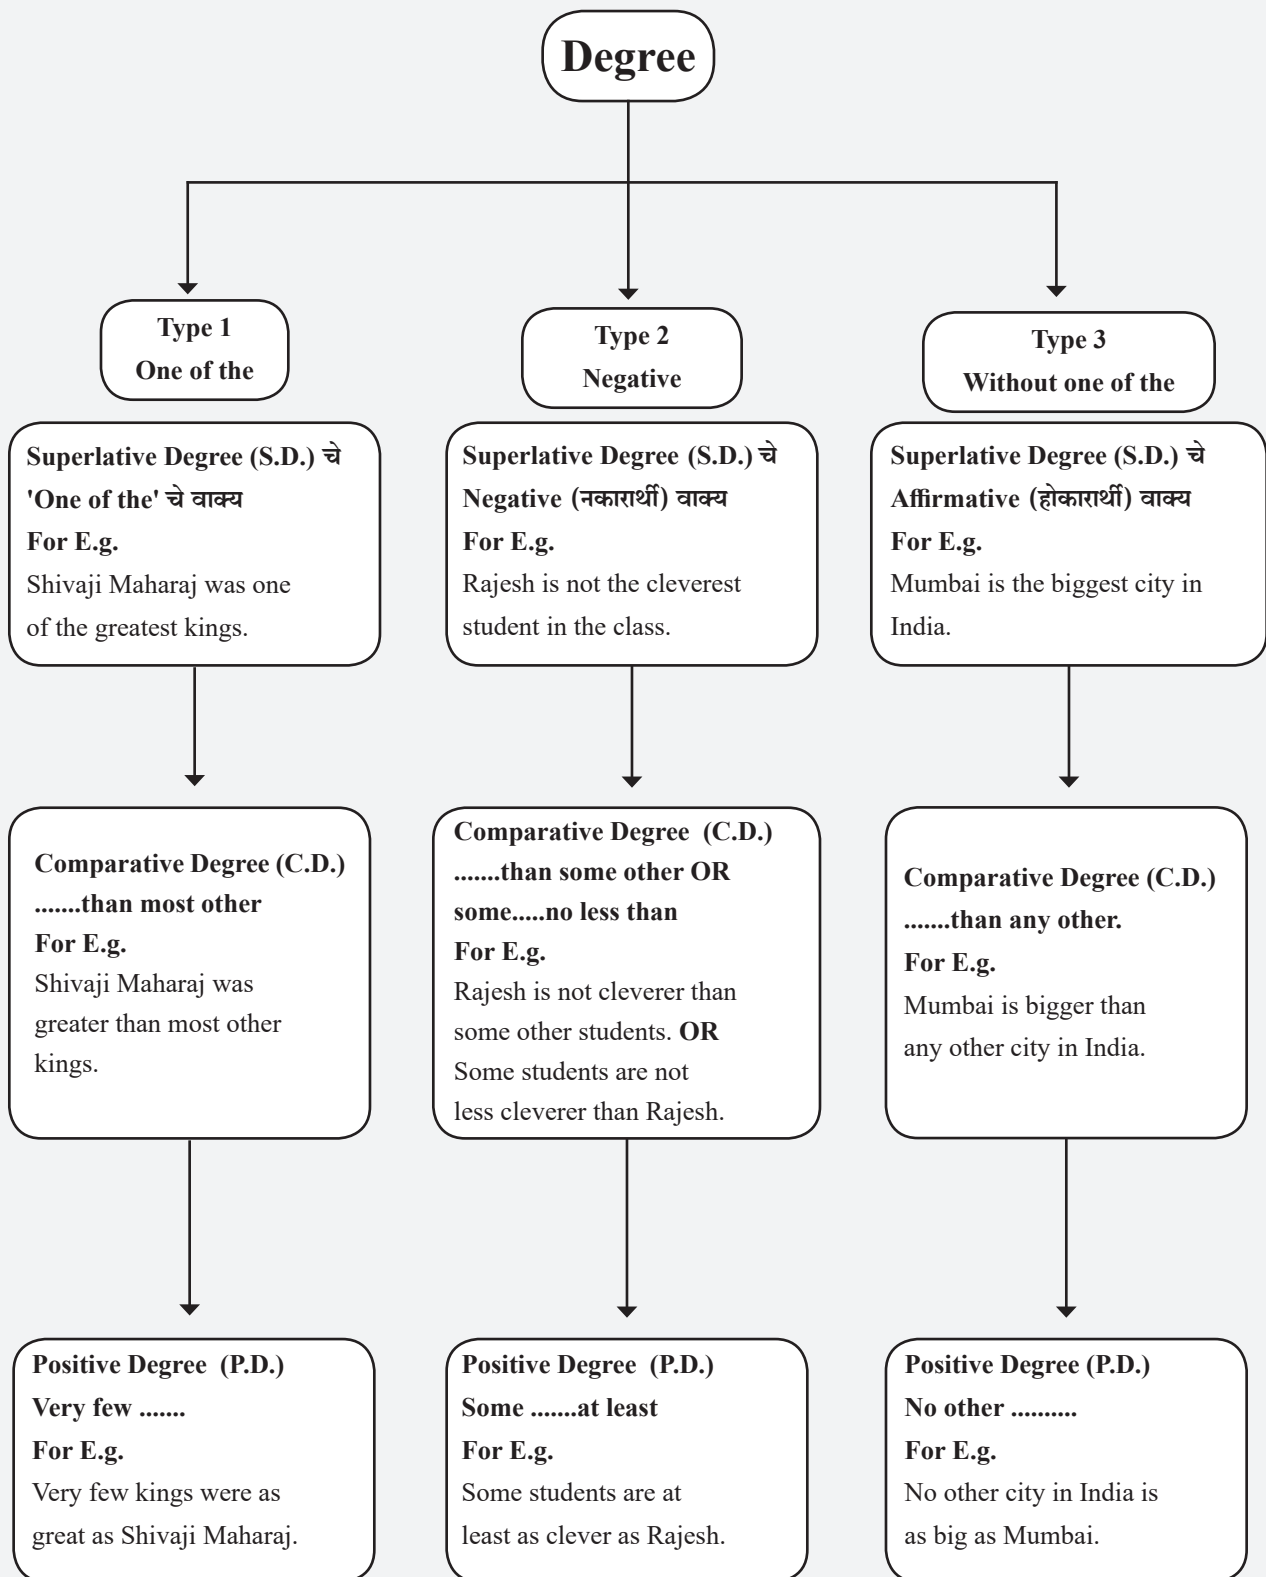 Degree
Type 1
One of the
Type 2
Negative
Type 3
Without one of the
Superlative Degree (S.D.) चे
'One of the' चे वाक्य
For E.g.
Shivaji Maharaj was one
of the greatest kings.
Superlative Degree (S.D.) चे
Negative (नकारार्थी) वाक्य
For E.g.
Rajesh is not the cleverest
student in the class.
Superlative Degree (S.D.) चे
Affirmative (होकारार्थी) वाक्य
For E.g.
Mumbai is the biggest city in
India.
Comparative Degree (C.D.)
.......than most other
For E.g.
Shivaji Maharaj was
greater than most other
kings.
Comparative Degree (C.D.)
.......than some other OR
some.....no less than
For E.g.
Rajesh is not cleverer than
some other students. OR
Some students are not
less cleverer than Rajesh.
Comparative Degree (C.D.)
.......than any other.
For E.g.
Mumbai is bigger than
any other city in India.
Positive Degree (P.D.)
Very few .......
For E.g.
Very few kings were as
great as Shivaji Maharaj.
Positive Degree (P.D.)
Some .......at least
For E.g.
Some students are at
least as clever as Rajesh.
Positive Degree (P.D.)
No other ..........
For E.g.
No other city in India is
as big as Mumbai.